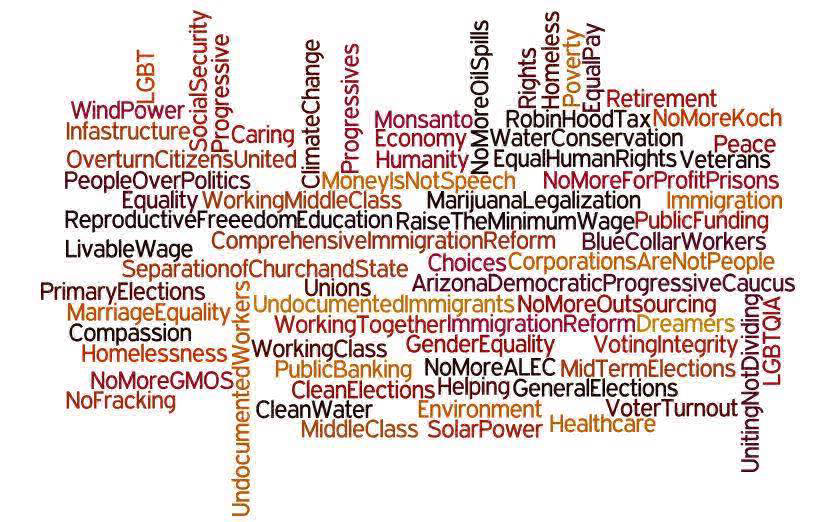 LGBT
SocialSecurity
Progressive
ClimateChange
Progressives
NoMoreOilSpills
Rights
Homeless
Poverty
EqualPay
Retirement
WindPower
Monsanto
RobinHoodTax
NoMoreKoch
Infastructure
Caring
Economy
WaterConservation
Peace
OverturnCitizensUnited
Humanity
EqualHumanRights
Veterans
PeopleOverPolitics
MoneyIsNotSpeech
NoMoreForProfitPrisons
Equality
WorkingMiddleClass
MarijuanaLegalization
Immigration
ReproductiveFreeedomEducation
RaiseTheMinimumWage
PublicFunding
LivableWage
ComprehensiveImmigrationReform
BlueCollarWorkers
SeparationofChurchandState
Choices
CorporationsAreNotPeople
PrimaryElections
Unions
ArizonaDemocraticProgressiveCaucus
MarriageEquality
UndocumentedWorkers
UndocumentedImmigrants
NoMoreOutsourcing
UnitingNotDividing
LGBTQIA
Compassion
WorkingTogether
ImmigrationReform
Dreamers
Homelessness
WorkingClass
GenderEquality
VotingIntegrity
NoMoreGMOS
PublicBanking
NoMoreALEC
MidTermElections
NoFracking
CleanElections
Helping
GeneralElections
CleanWater
Environment
VoterTurnout
MiddleClass
SolarPower
Healthcare